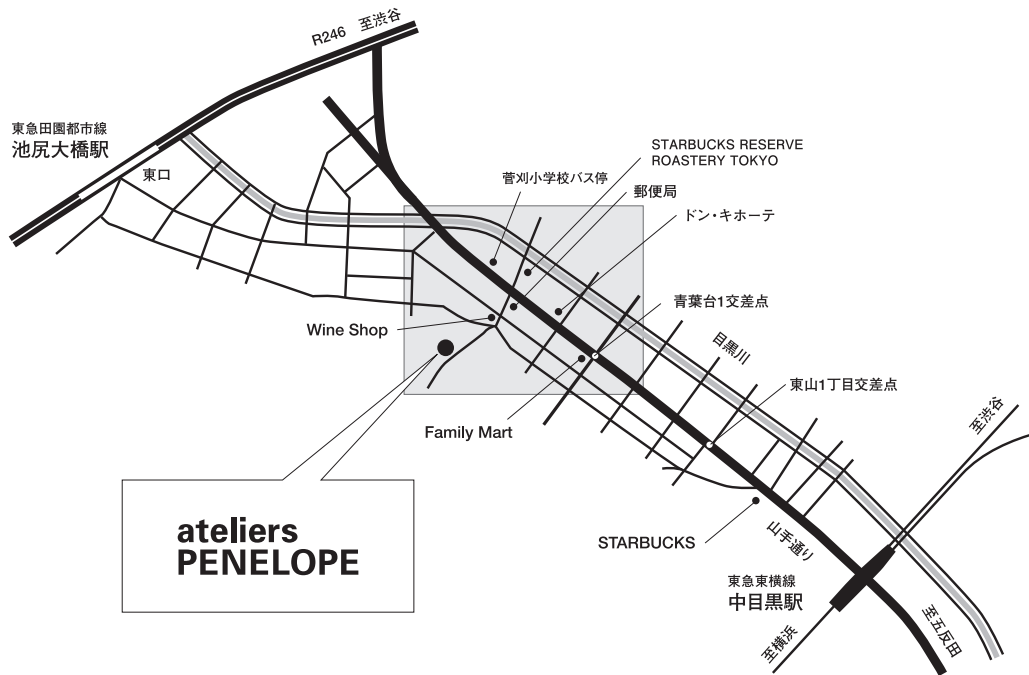 R246 至渋谷
東急田園都市線
池尻大橋駅
東口
STARBUCKS RESERVE
ROASTERY TOKYO
菅刈小学校バス停
郵便局
ドン・キホーテ
青葉台1交差点
Wine Shop
目黒川
東山1丁目交差点
Family Mart
至渋谷
ateliers
PENELOPE
STARBUCKS
山手通り
東急東横線
中目黒駅
至五反田
至横浜